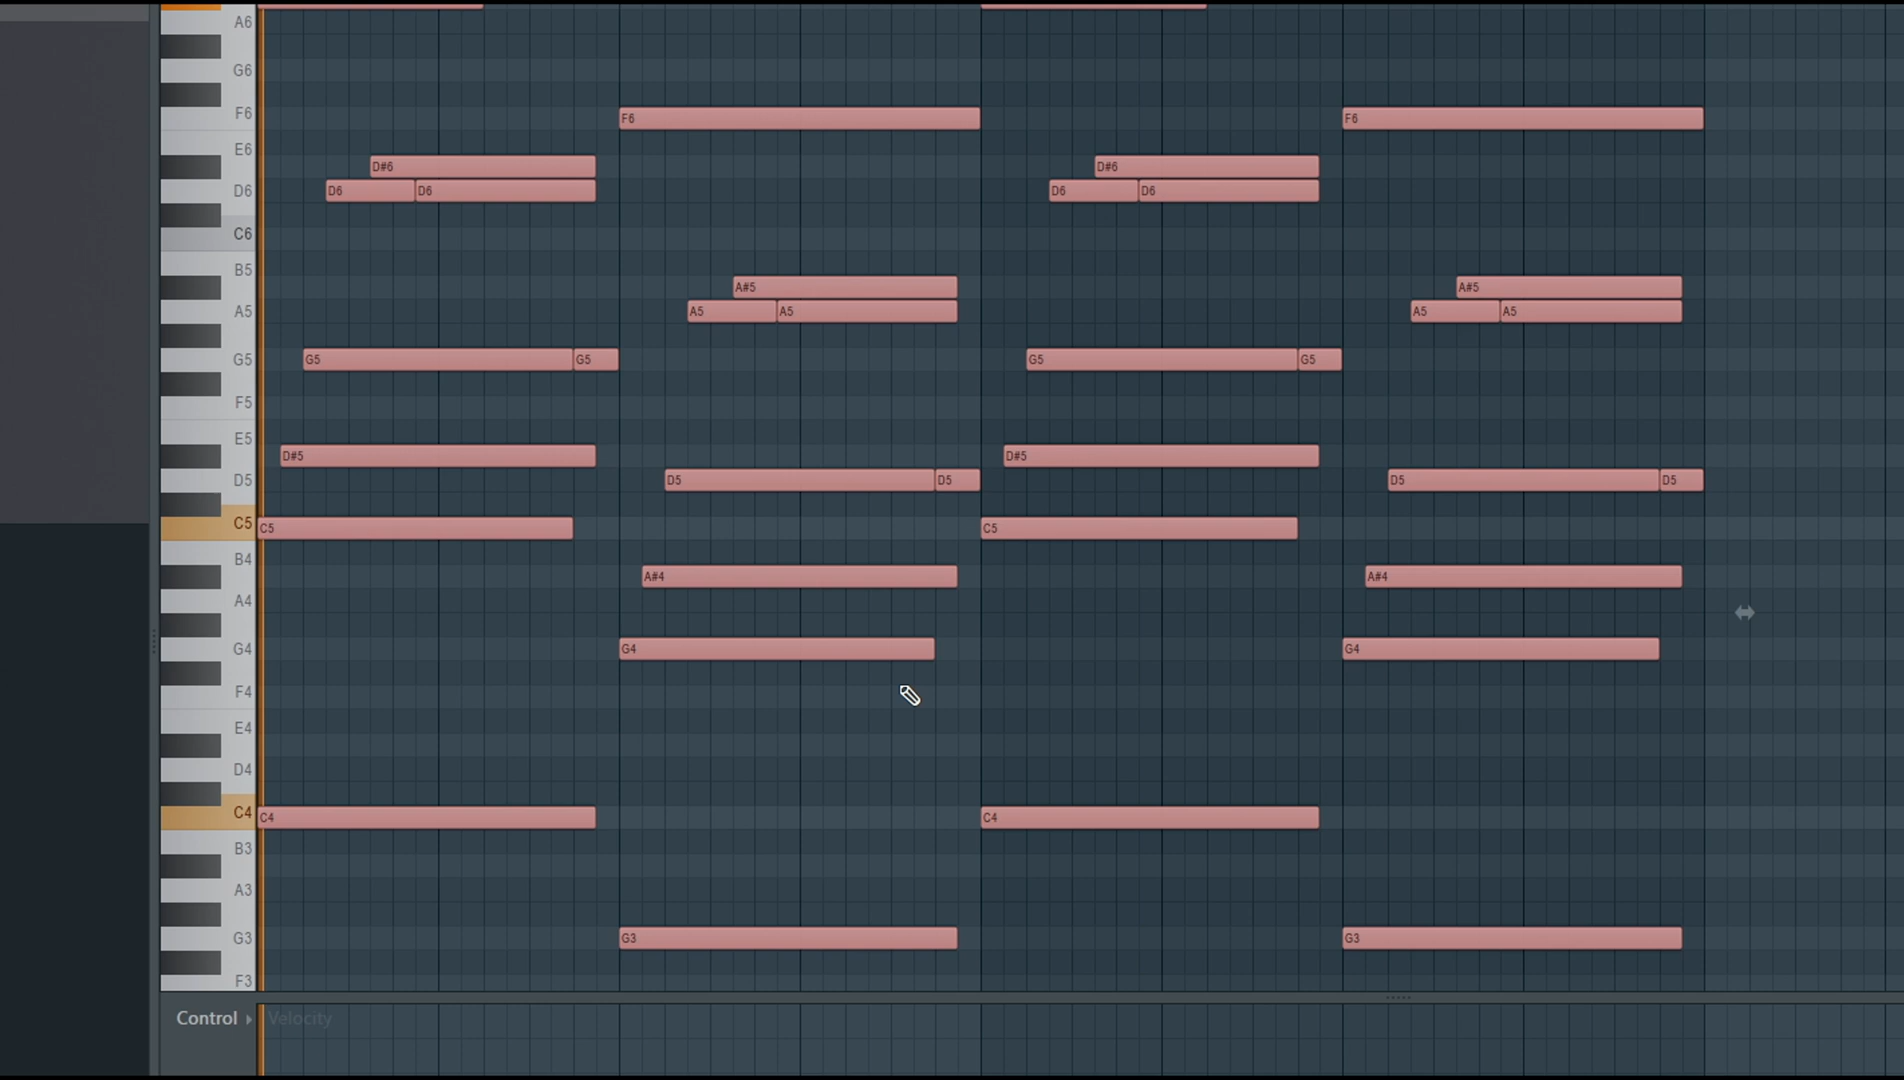 A6
G6
F6 F6 F6
E6
D#6 D#6
D6 D6 D6 D6 D6
C6
B5
A#5 A#5
A5 A5 A5 A5 A5
G5 G5 G5 G5 G5
F5
E5
D#5 D#5
D5 D5 D5 D5 D5
C5 C5 C5
B4
A#4 A#4
A4
G4 G4 G4
F4
E4
D4
C4 C4 C4
B3
A3
G3 G3 G3
F3
Control Velocity